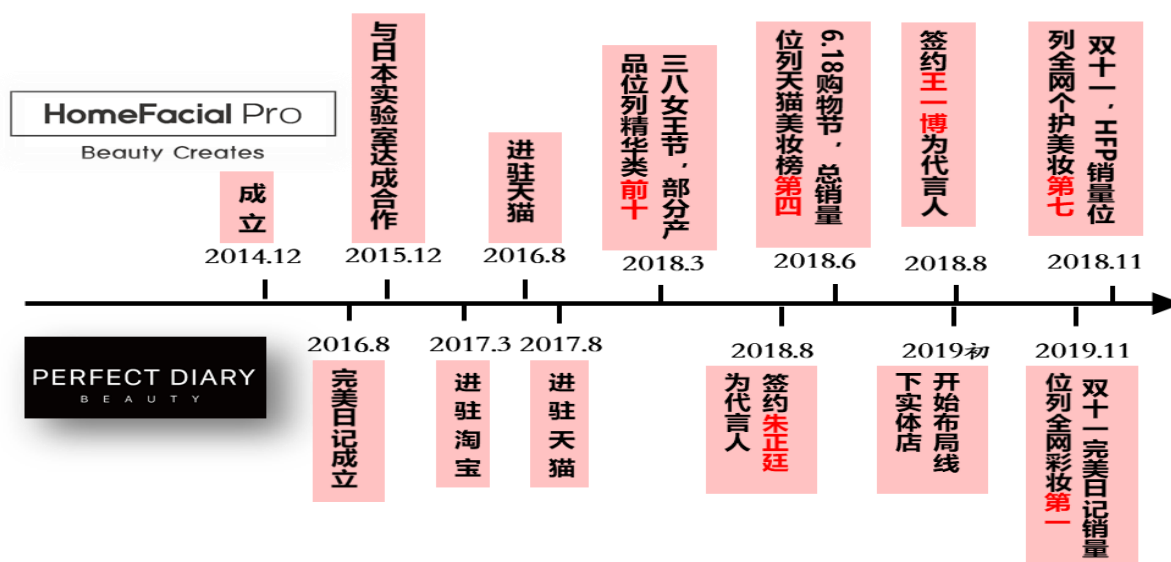 HomeFacial Pro
Beauty Creates
成立
2014.12
与日本实验室达成合作
2015.12
进驻天猫
2016.8
三八女王节，部分产
品位列精华类前十
2018.3
6.18购物节，总销量
位列天猫美妆榜第四
2018.6
签约王一博为代言人
2018.8
双十一，HFP销量位
列全网个护美妆第七
2018.11
PERFECT DIARY
BEAUTY
2016.8
完美日记成立
2017.3
进驻淘宝
2017.8
进驻天猫
2018.8
签约朱正廷
为代言人
2019初
开始布局线
下实体店
2019.11
双十一完美日记销量
位列全网彩妆第一